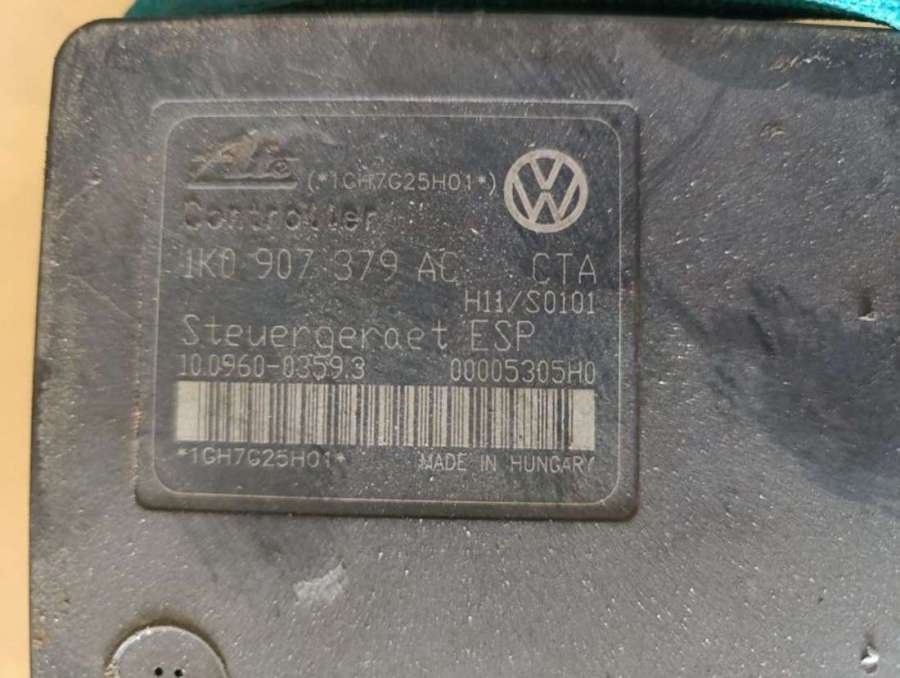 Ate (*1GH7G25H01*)
Controller
1K0 907 379 AC CTA
H11/S0101
Steuergeraet ESP
10.0960-0359.3 00005305H0
*1GH7G25H01* MADE IN HUNGARY